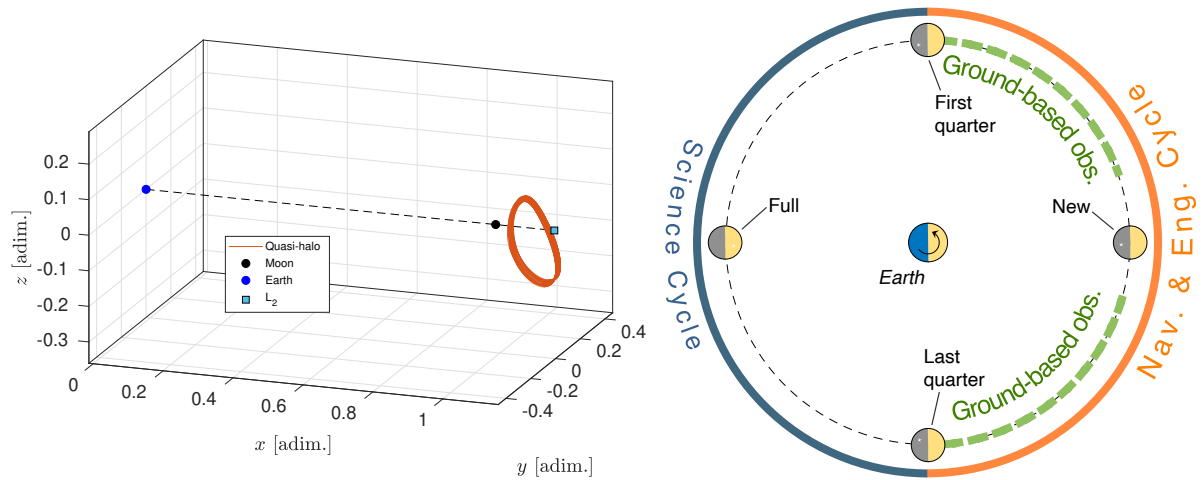 0.2
0.1
0
-0.1
-0.2
-0.3
z [adim.]
0
0.2
0.4
0.6
0.8
1
x [adim.]
-0.4
-0.2
0
0.2
0.4
y [adim.]
Quasi-halo
Moon
Earth
L2
First
quarter
Ground-based obs.
Full
New
Earth
Last
quarter
Ground-based obs.
Science Cycle
Nav. & Eng. Cycle